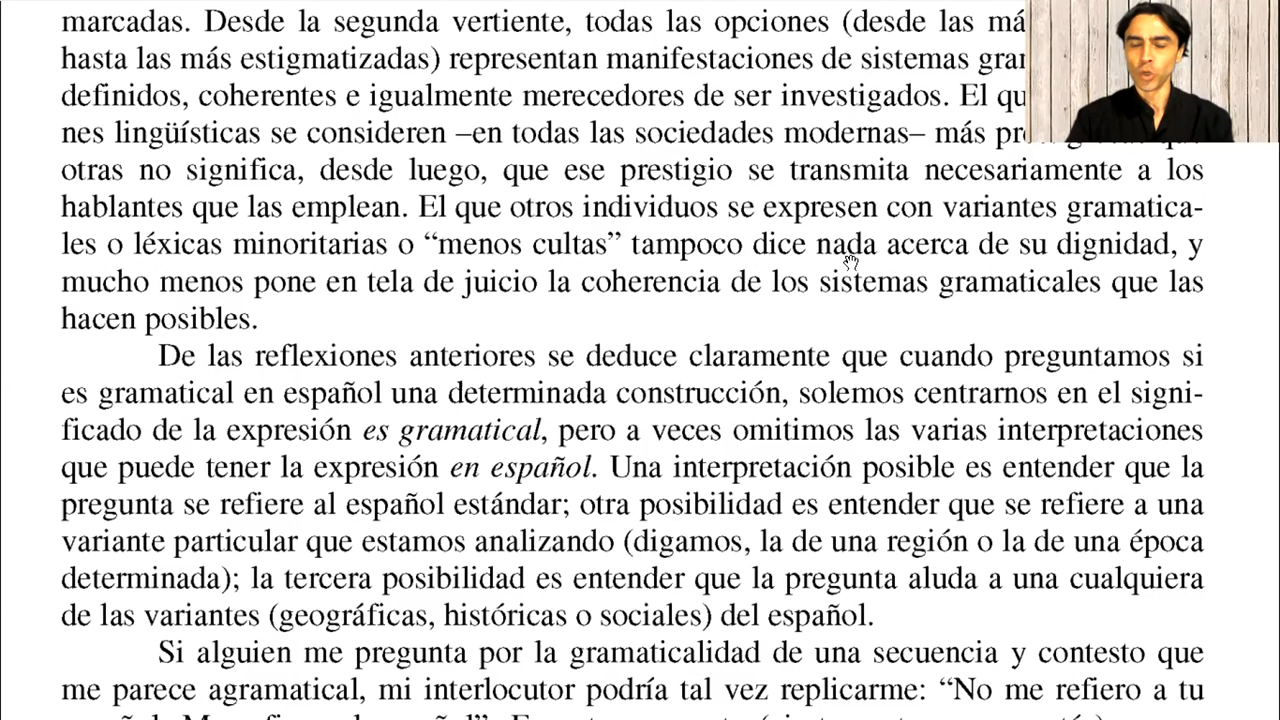 marcadas. Desde la segunda vertiente, todas las opciones (desde las
hasta las más estigmatizadas) representan manifestaciones de sistemas
definidos, coherentes e igualmente merecedores de ser investigados. El
nes lingüísticas se consideren –en todas las sociedades modernas– más
otras no significa, desde luego, que ese prestigio se transmita necesariamente a los
hablantes que las emplean. El que otros individuos se expresen con variantes gramatica-
les o léxicas minoritarias o “menos cultas” tampoco dice nada acerca de su dignidad, y
mucho menos pone en tela de juicio la coherencia de los sistemas gramaticales que las
hacen posibles.
De las reflexiones anteriores se deduce claramente que cuando preguntamos si
es gramatical en español una determinada construcción, solemos centrarnos en el signi-
ficado de la expresión es gramatical, pero a veces omitimos las varias interpretaciones
que puede tener la expresión en español. Una interpretación posible es entender que la
pregunta se refiere al español estándar; otra posibilidad es entender que se refiere a una
variante particular que estamos analizando (digamos, la de una región o la de una época
determinada); la tercera posibilidad es entender que la pregunta aluda a una cualquiera
de las variantes (geográficas, históricas o sociales) del español.
Si alguien me pregunta por la gramaticalidad de una secuencia y contesto que
me parece agramatical, mi interlocutor podría tal vez replicarme: “No me refiero a tu